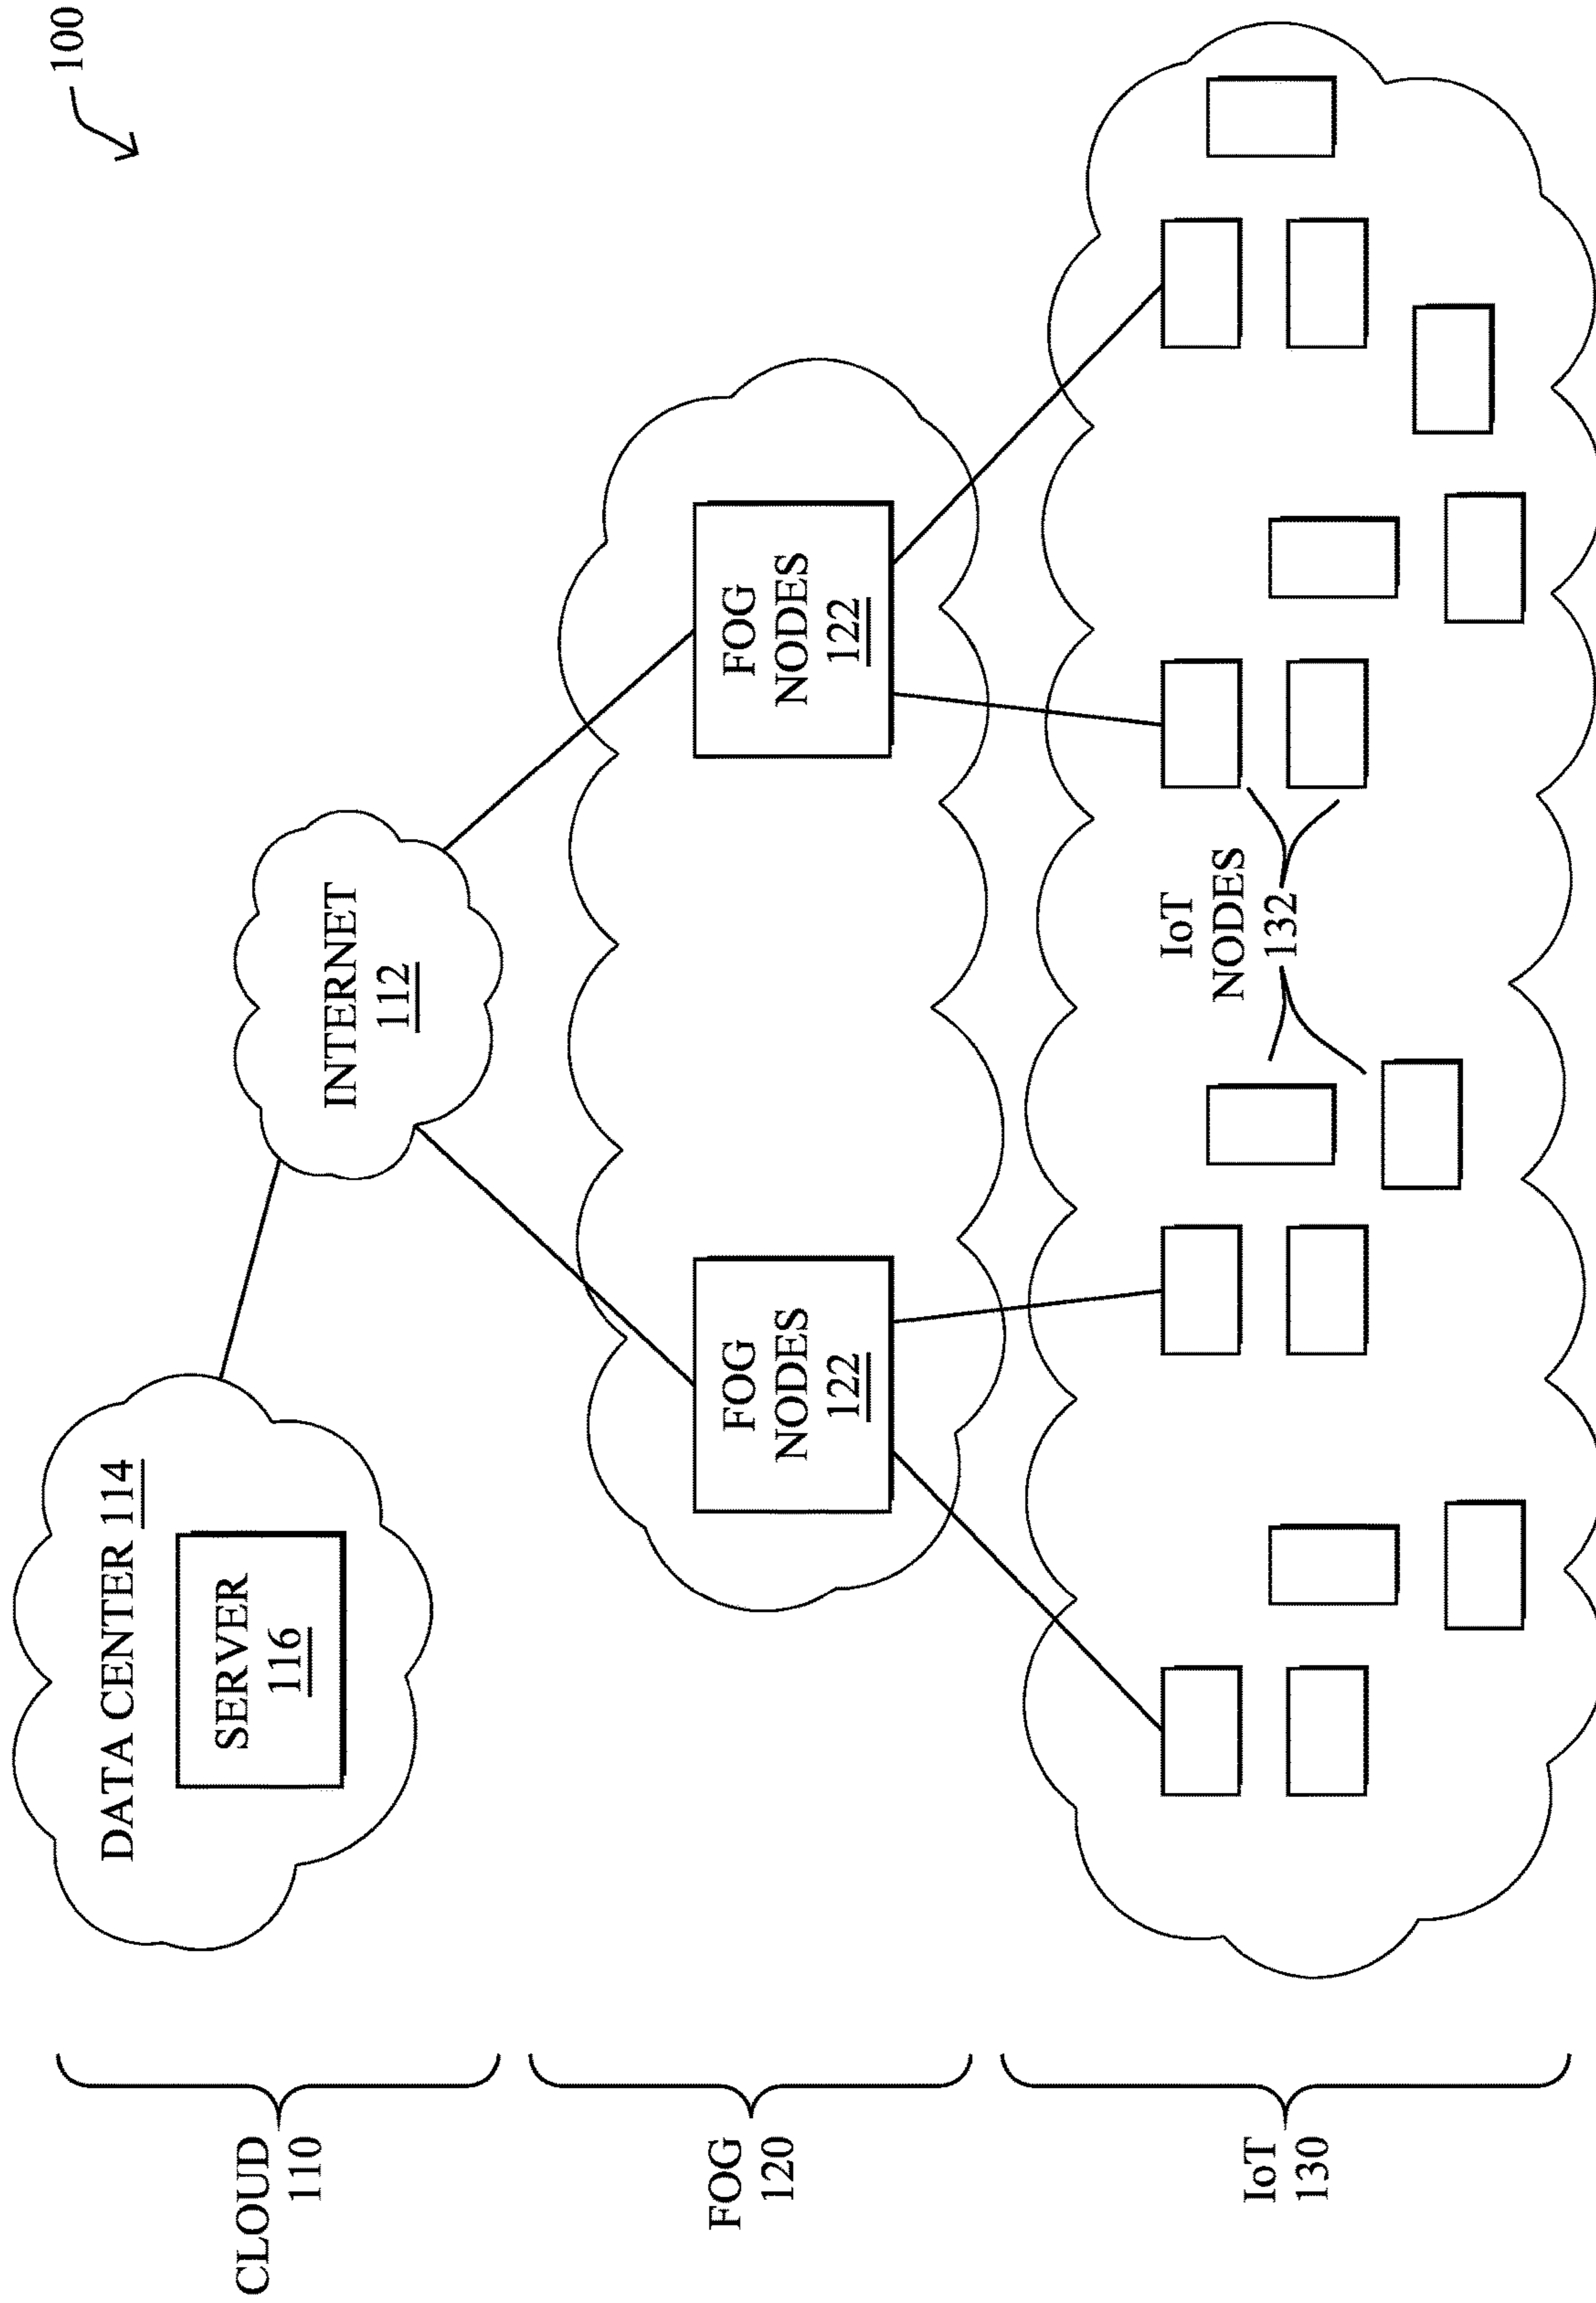 100
CLOUD
110
DATA CENTER 114
SERVER
116
INTERNET
112
FOG
120
FOG
NODES
122
FOG
NODES
122
IoT
130
IoT
NODES
132